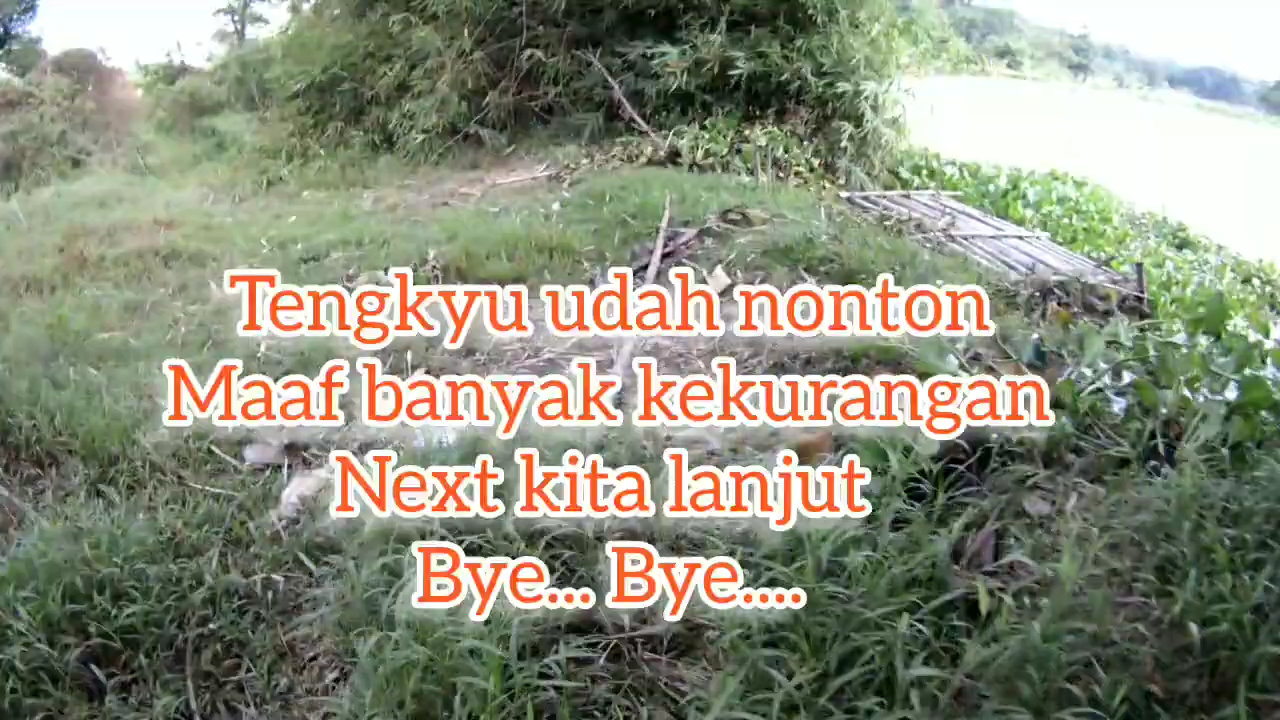 Tengkyu udah nonton
Maaf banyak kekurangan
Next kita lanjut
Bye... Bye....